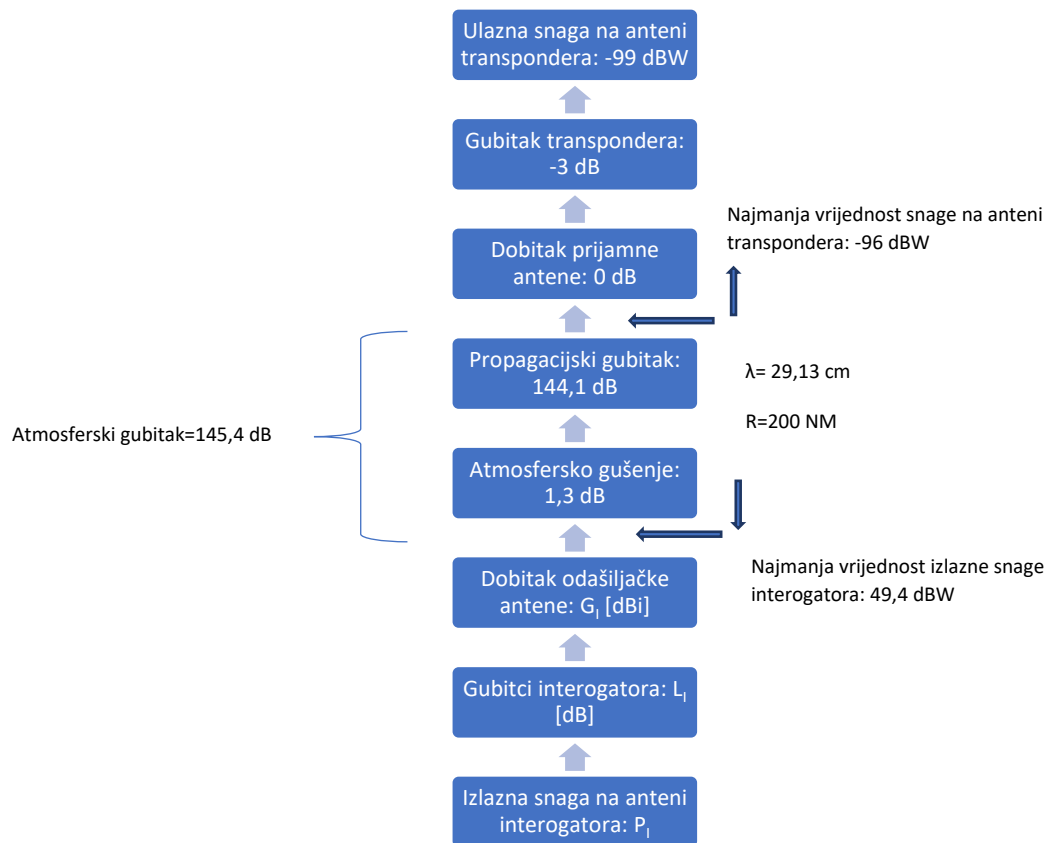 Ulazna snaga na anteni
transpondera: -99 dBW
Gubitak transpondera:
-3 dB
Najmanja vrijednost snage na anteni
transpondera: -96 dBW
Dobitak prijamne
antene: 0 dB
Propagacijski gubitak:
144,1 dB
λ= 29,13 cm
R=200 NM
Atmosferski gubitak=145,4 dB
Atmosfersko gušenje:
1,3 dB
Najmanja vrijednost izlazne snage
interogatora: 49,4 dBW
Dobitak odašiljačke
antene: G_I [dBi]
Gubitci interogatora: L_I
[dB]
Izlazna snaga na anteni
interogatora: P_I